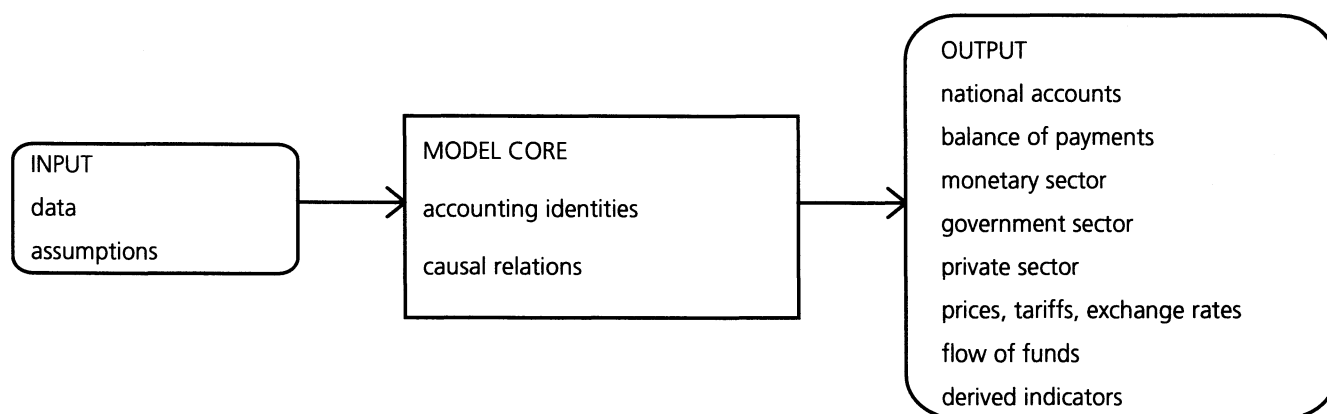 INPUT
data
assumptions
MODEL CORE
accounting identities
causal relations
OUTPUT
national accounts
balance of payments
monetary sector
government sector
private sector
prices, tariffs, exchange rates
flow of funds
derived indicators